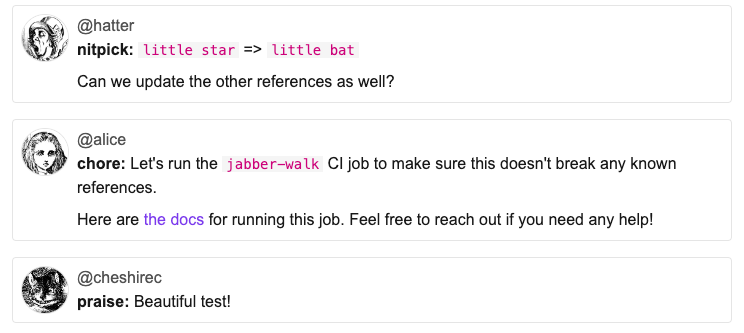 @hatter
nitpick: little star => little bat
Can we update the other references as well?
@alice
chore: Let's run the jabber-walk CI job to make sure this doesn't break any known
references.
Here are the docs for running this job. Feel free to reach out if you need any help!
@cheshirec
praise: Beautiful test!